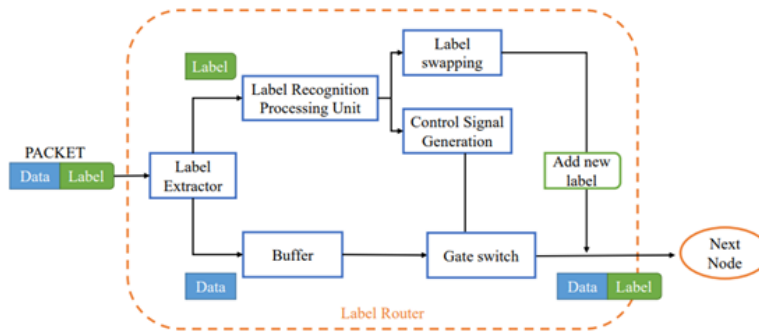 Label
Label
swapping
Label Recognition
Processing Unit
Control Signal
Generation
PACKET
Data Label
Label
Extractor
Add new
label
Buffer
Gate switch
Next
Node
Data
Data Label
Label Router